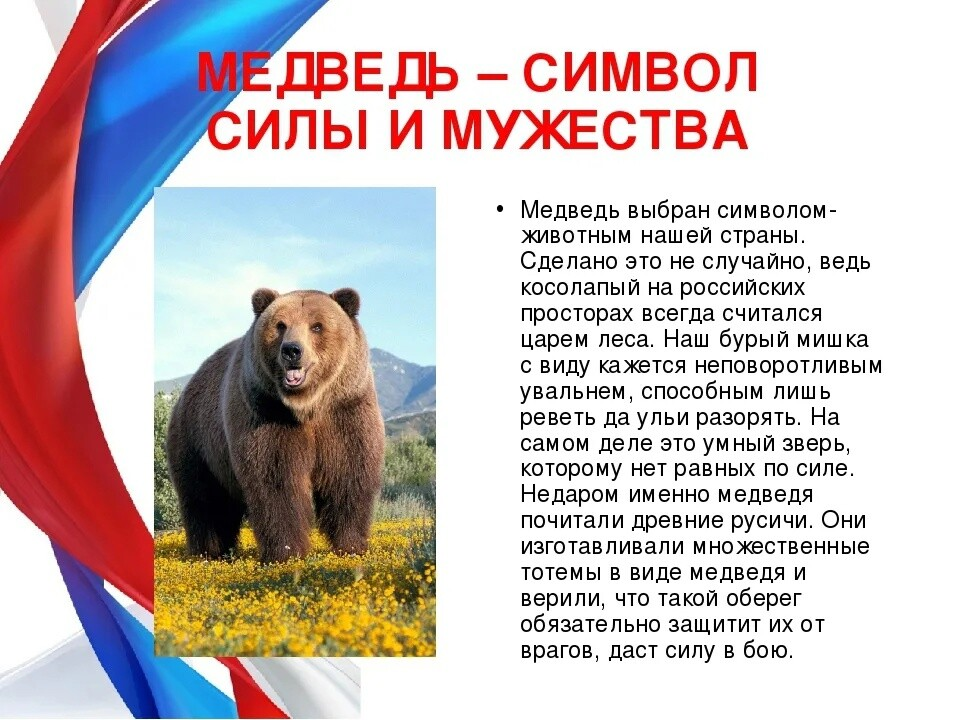 МЕДВЕДЬ – СИМВОЛ
СИЛЫ И МУЖЕСТВА
• Медведь выбран символом-
животным нашей страны.
Сделано это не случайно, ведь
косолапый на российских
просторах всегда считался
царем леса. Наш бурый мишка
с виду кажется неповоротливым
увальнем, способным лишь
реветь да ульи разорять. На
самом деле это умный зверь,
которому нет равных по силе.
Недаром именно медведя
почитали древние русичи. Они
изготавливали множественные
тотемы в виде медведя и
верили, что такой оберег
обязательно защитит их от
врагов, даст силу в бою.